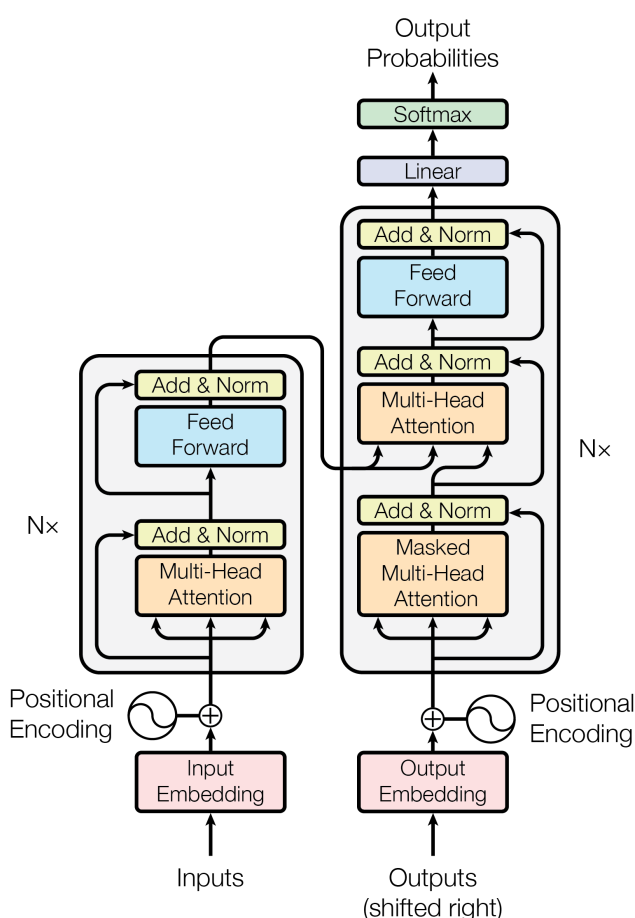 Output
Probabilities
Softmax
Linear
Add & Norm
Feed
Forward
Add & Norm
Multi-Head
Attention
Add & Norm
Masked
Multi-Head
Attention
N×
Add & Norm
Feed
Forward
Add & Norm
Multi-Head
Attention
N×
Positional
Encoding
Positional
Encoding
Input
Embedding
Output
Embedding
Inputs
Outputs
(shifted right)